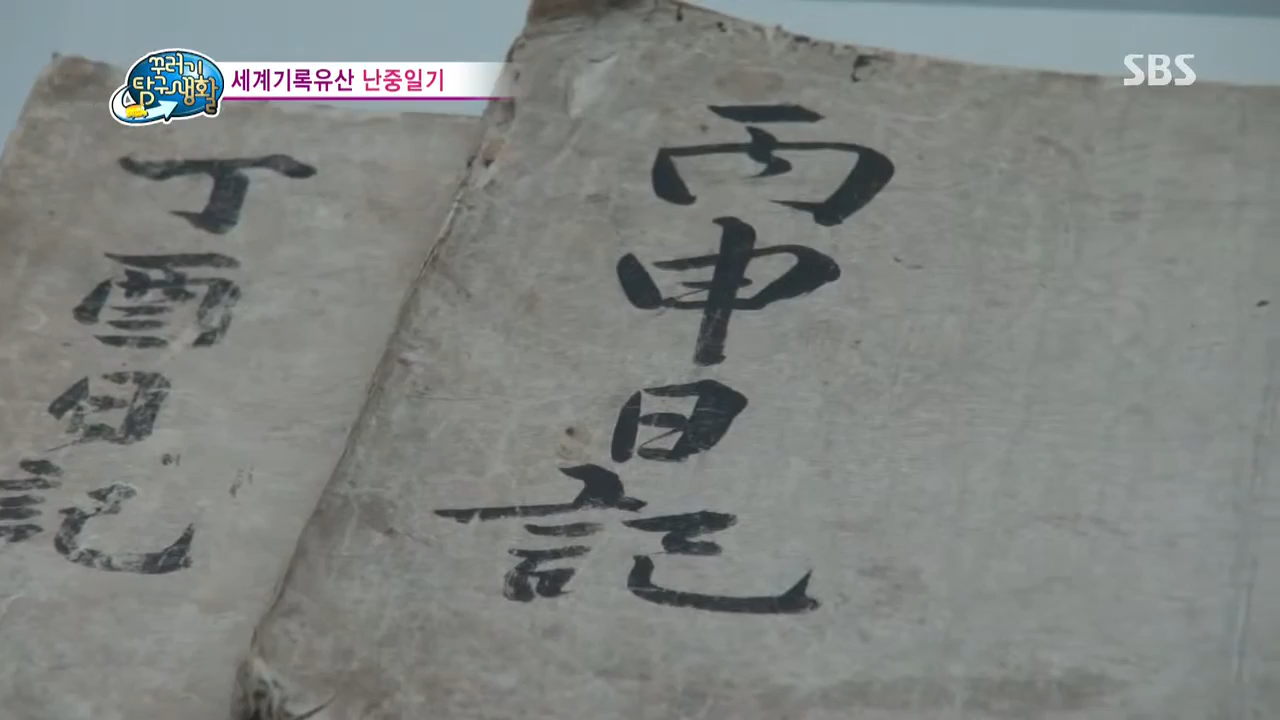 꾸러기
탐구생활
세계기록유산 난중일기
SBS
丁酉日記
丙申日記